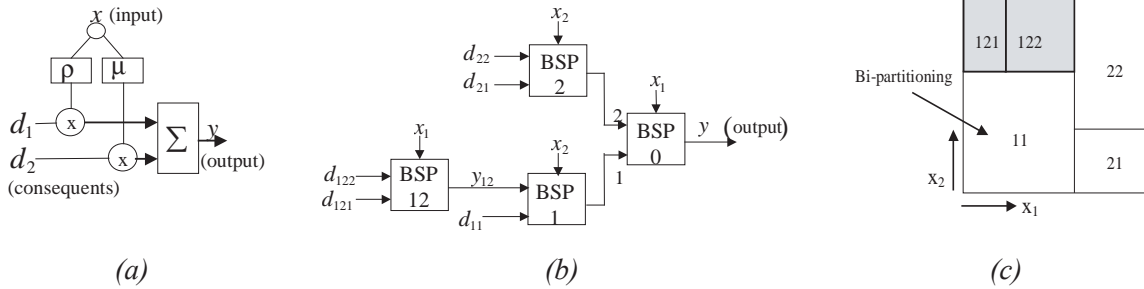 x (input)
ρ μ
d1 x
d2 x
Σ
y
(output)
(consequents)
(a)
x2
d22
d21
BSP
2
x1
2
BSP
0
y (output)
1
x1
d122
d121
BSP
12
y12
x2
BSP
1
d11
(b)
121 122
22
Bi-partitioning
11
21
x2
x1
(c)